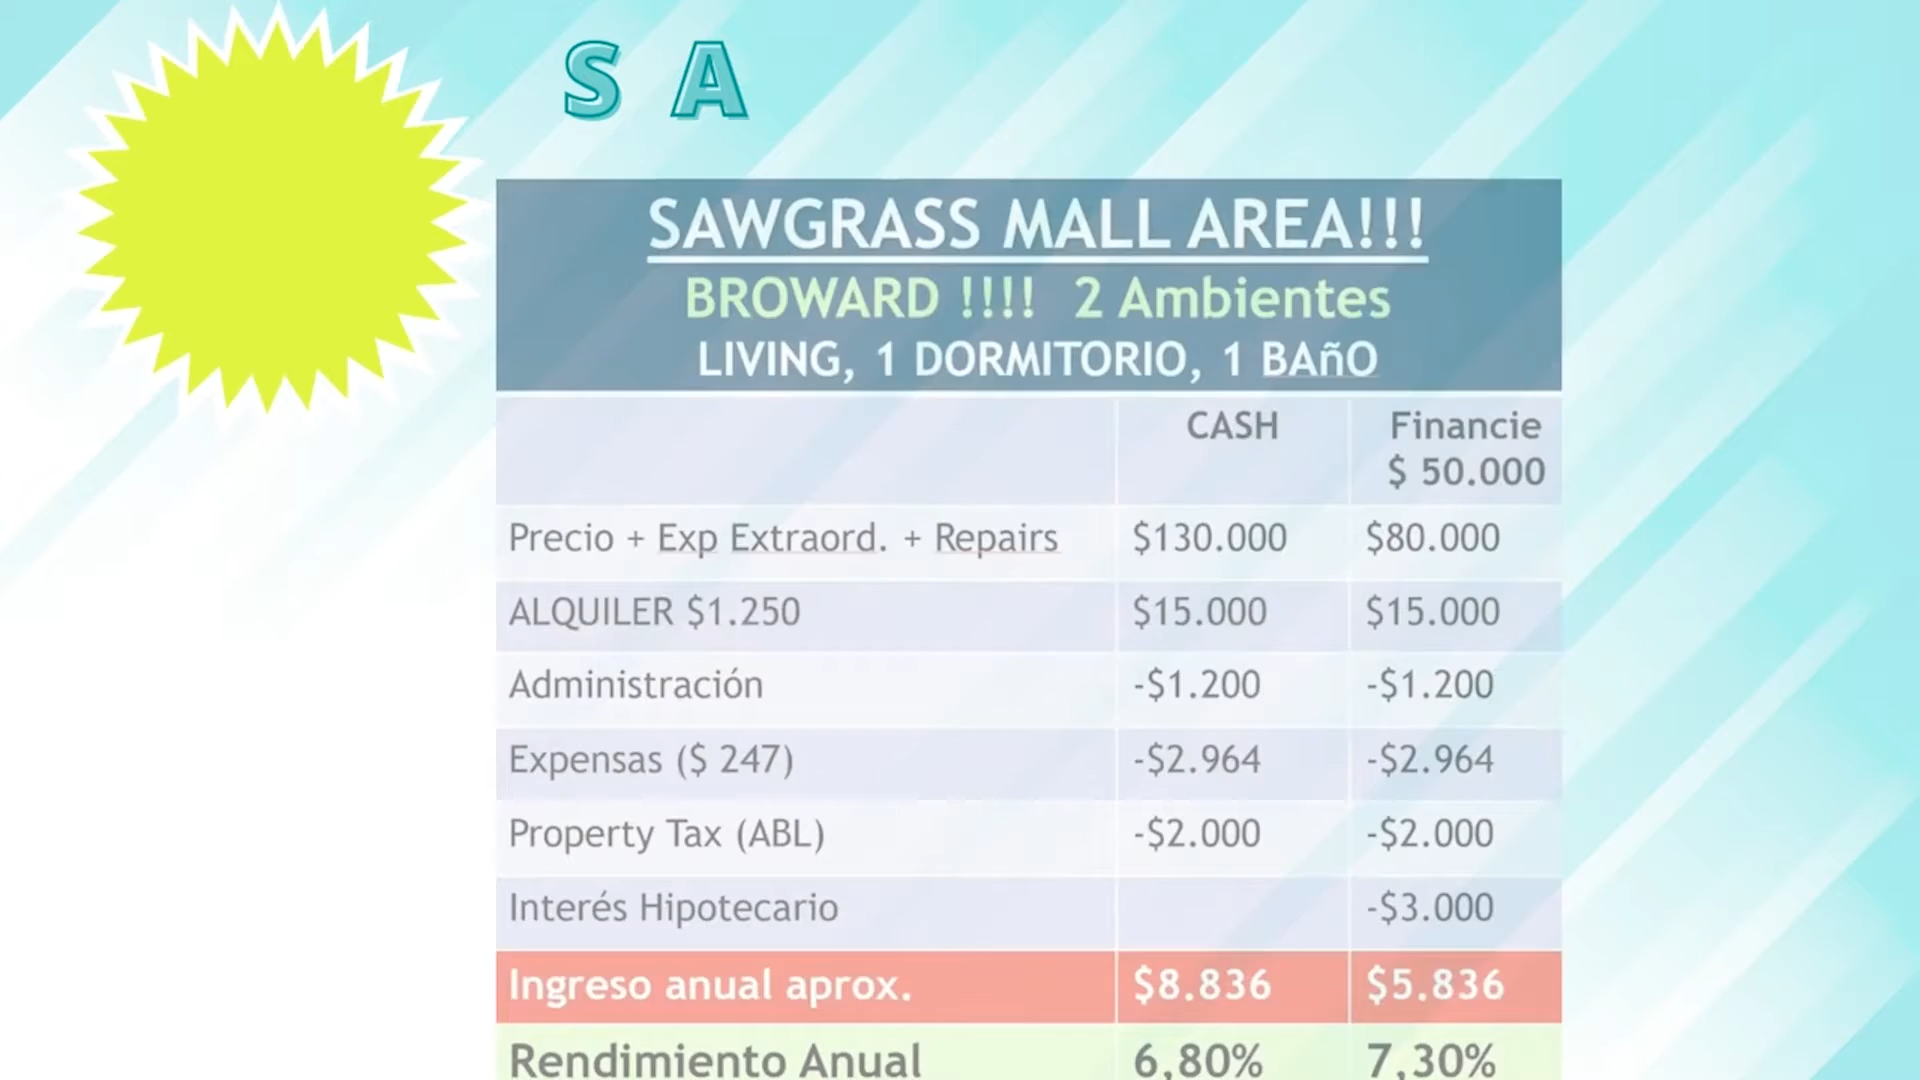 S A
SAWGRASS MALL AREA!!!
BROWARD !!!! 2 Ambientes
LIVING, 1 DORMITORIO, 1 BAñO
CASH Financie
$ 50.000
Precio + Exp Extraord. + Repairs $130.000 $80.000
ALQUILER $1.250 $15.000 $15.000
Administración -$1.200 -$1.200
Expensas ($ 247) -$2.964 -$2.964
Property Tax (ABL) -$2.000 -$2.000
Interés Hipotecario -$3.000
Ingreso anual aprox. $8.836 $5.836
Rendimiento Anual 6,80% 7,30%